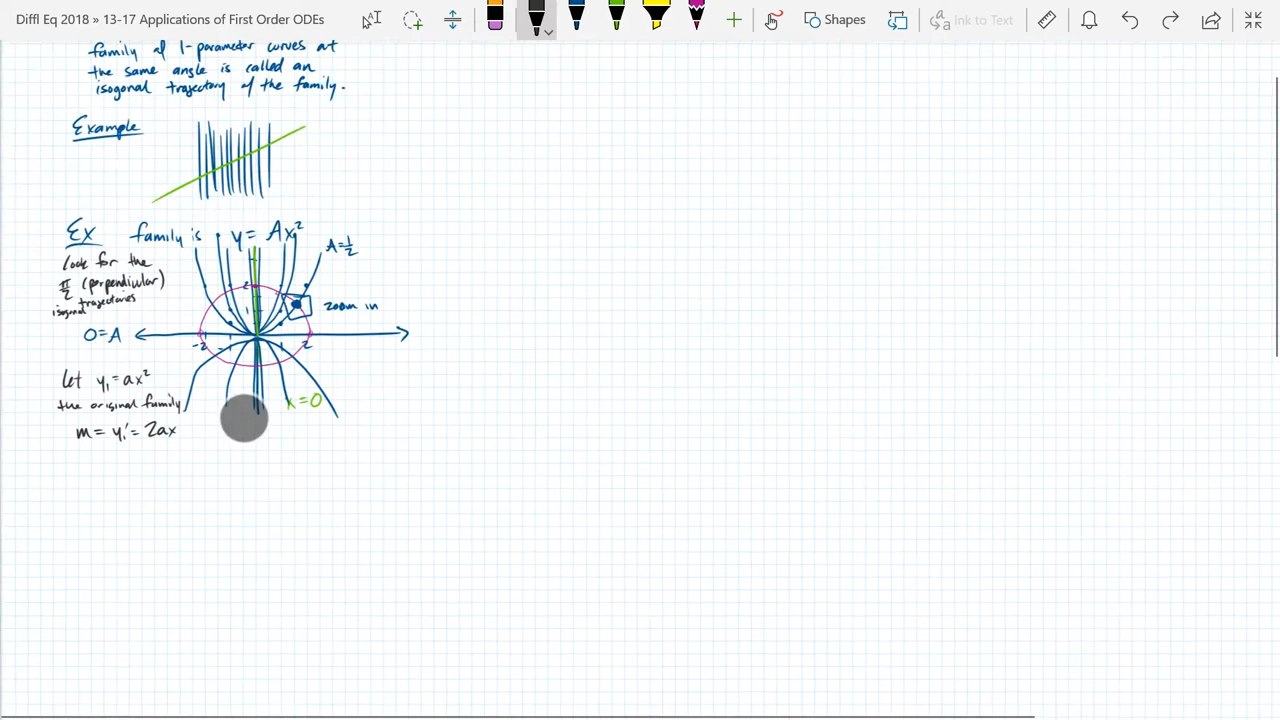 Diffl Eq 2018 » 13-17 Applications of First Order ODEs
Shapes
Ink to Text
family of 1-parameter curves at
the same angle is called an
isogonal trajectory of the family.
Example
Ex family is y = Ax²
A=½
look for the
π/2 (perpendicular)
isogonal trajectories
2
1
zoom in
0=A
-2 -1 1 2
Let y₁ = ax²
the original family
x=0
m = y₁' = 2ax